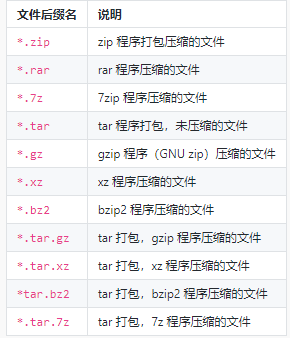 文件后缀名 说明
*.zip zip 程序打包压缩的文件
*.rar rar 程序压缩的文件
*.7z 7zip 程序压缩的文件
*.tar tar 程序打包，未压缩的文件
*.gz gzip 程序（GNU zip）压缩的文件
*.xz xz 程序压缩的文件
*.bz2 bzip2 程序压缩的文件
*.tar.gz tar 打包，gzip 程序压缩的文件
*.tar.xz tar 打包，xz 程序压缩的文件
*tar.bz2 tar 打包，bzip2 程序压缩的文件
*.tar.7z tar 打包，7z 程序压缩的文件